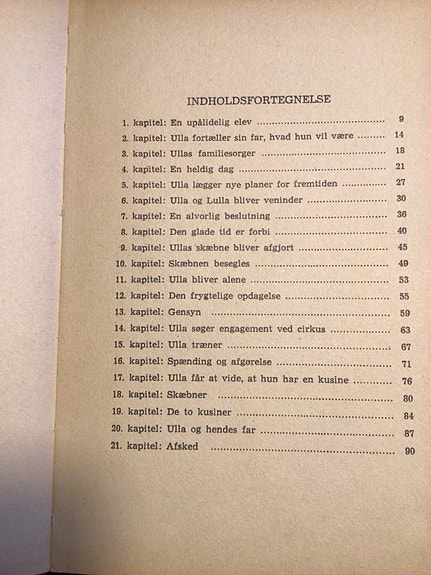 INDHOLDSFORTEGNELSE
1. kapitel: En upålidelig elev ........ 9
2. kapitel: Ulla fortæller sin far, hvad hun vil være ........ 14
3. kapitel: Ullas familiesorger ........ 18
4. kapitel: En heldig dag ........ 21
5. kapitel: Ulla lægger nye planer for fremtiden ........ 27
6. kapitel: Ulla og Lulla bliver veninder ........ 30
7. kapitel: En alvorlig beslutning ........ 36
8. kapitel: Den glade tid er forbi ........ 40
9. kapitel: Ullas skæbne bliver afgjort ........ 45
10. kapitel: Skæbnen besegles ........ 49
11. kapitel: Ulla bliver alene ........ 53
12. kapitel: Den frygtelige opdagelse ........ 55
13. kapitel: Gensyn ........ 59
14. kapitel: Ulla søger engagement ved cirkus ........ 63
15. kapitel: Ulla træner ........ 67
16. kapitel: Spænding og afgørelse ........ 71
17. kapitel: Ulla får at vide, at hun har en kusine ........ 76
18. kapitel: Skæbner ........ 80
19. kapitel: De to kusiner ........ 84
20. kapitel: Ulla og hendes far ........ 87
21. kapitel: Afsked ........ 90